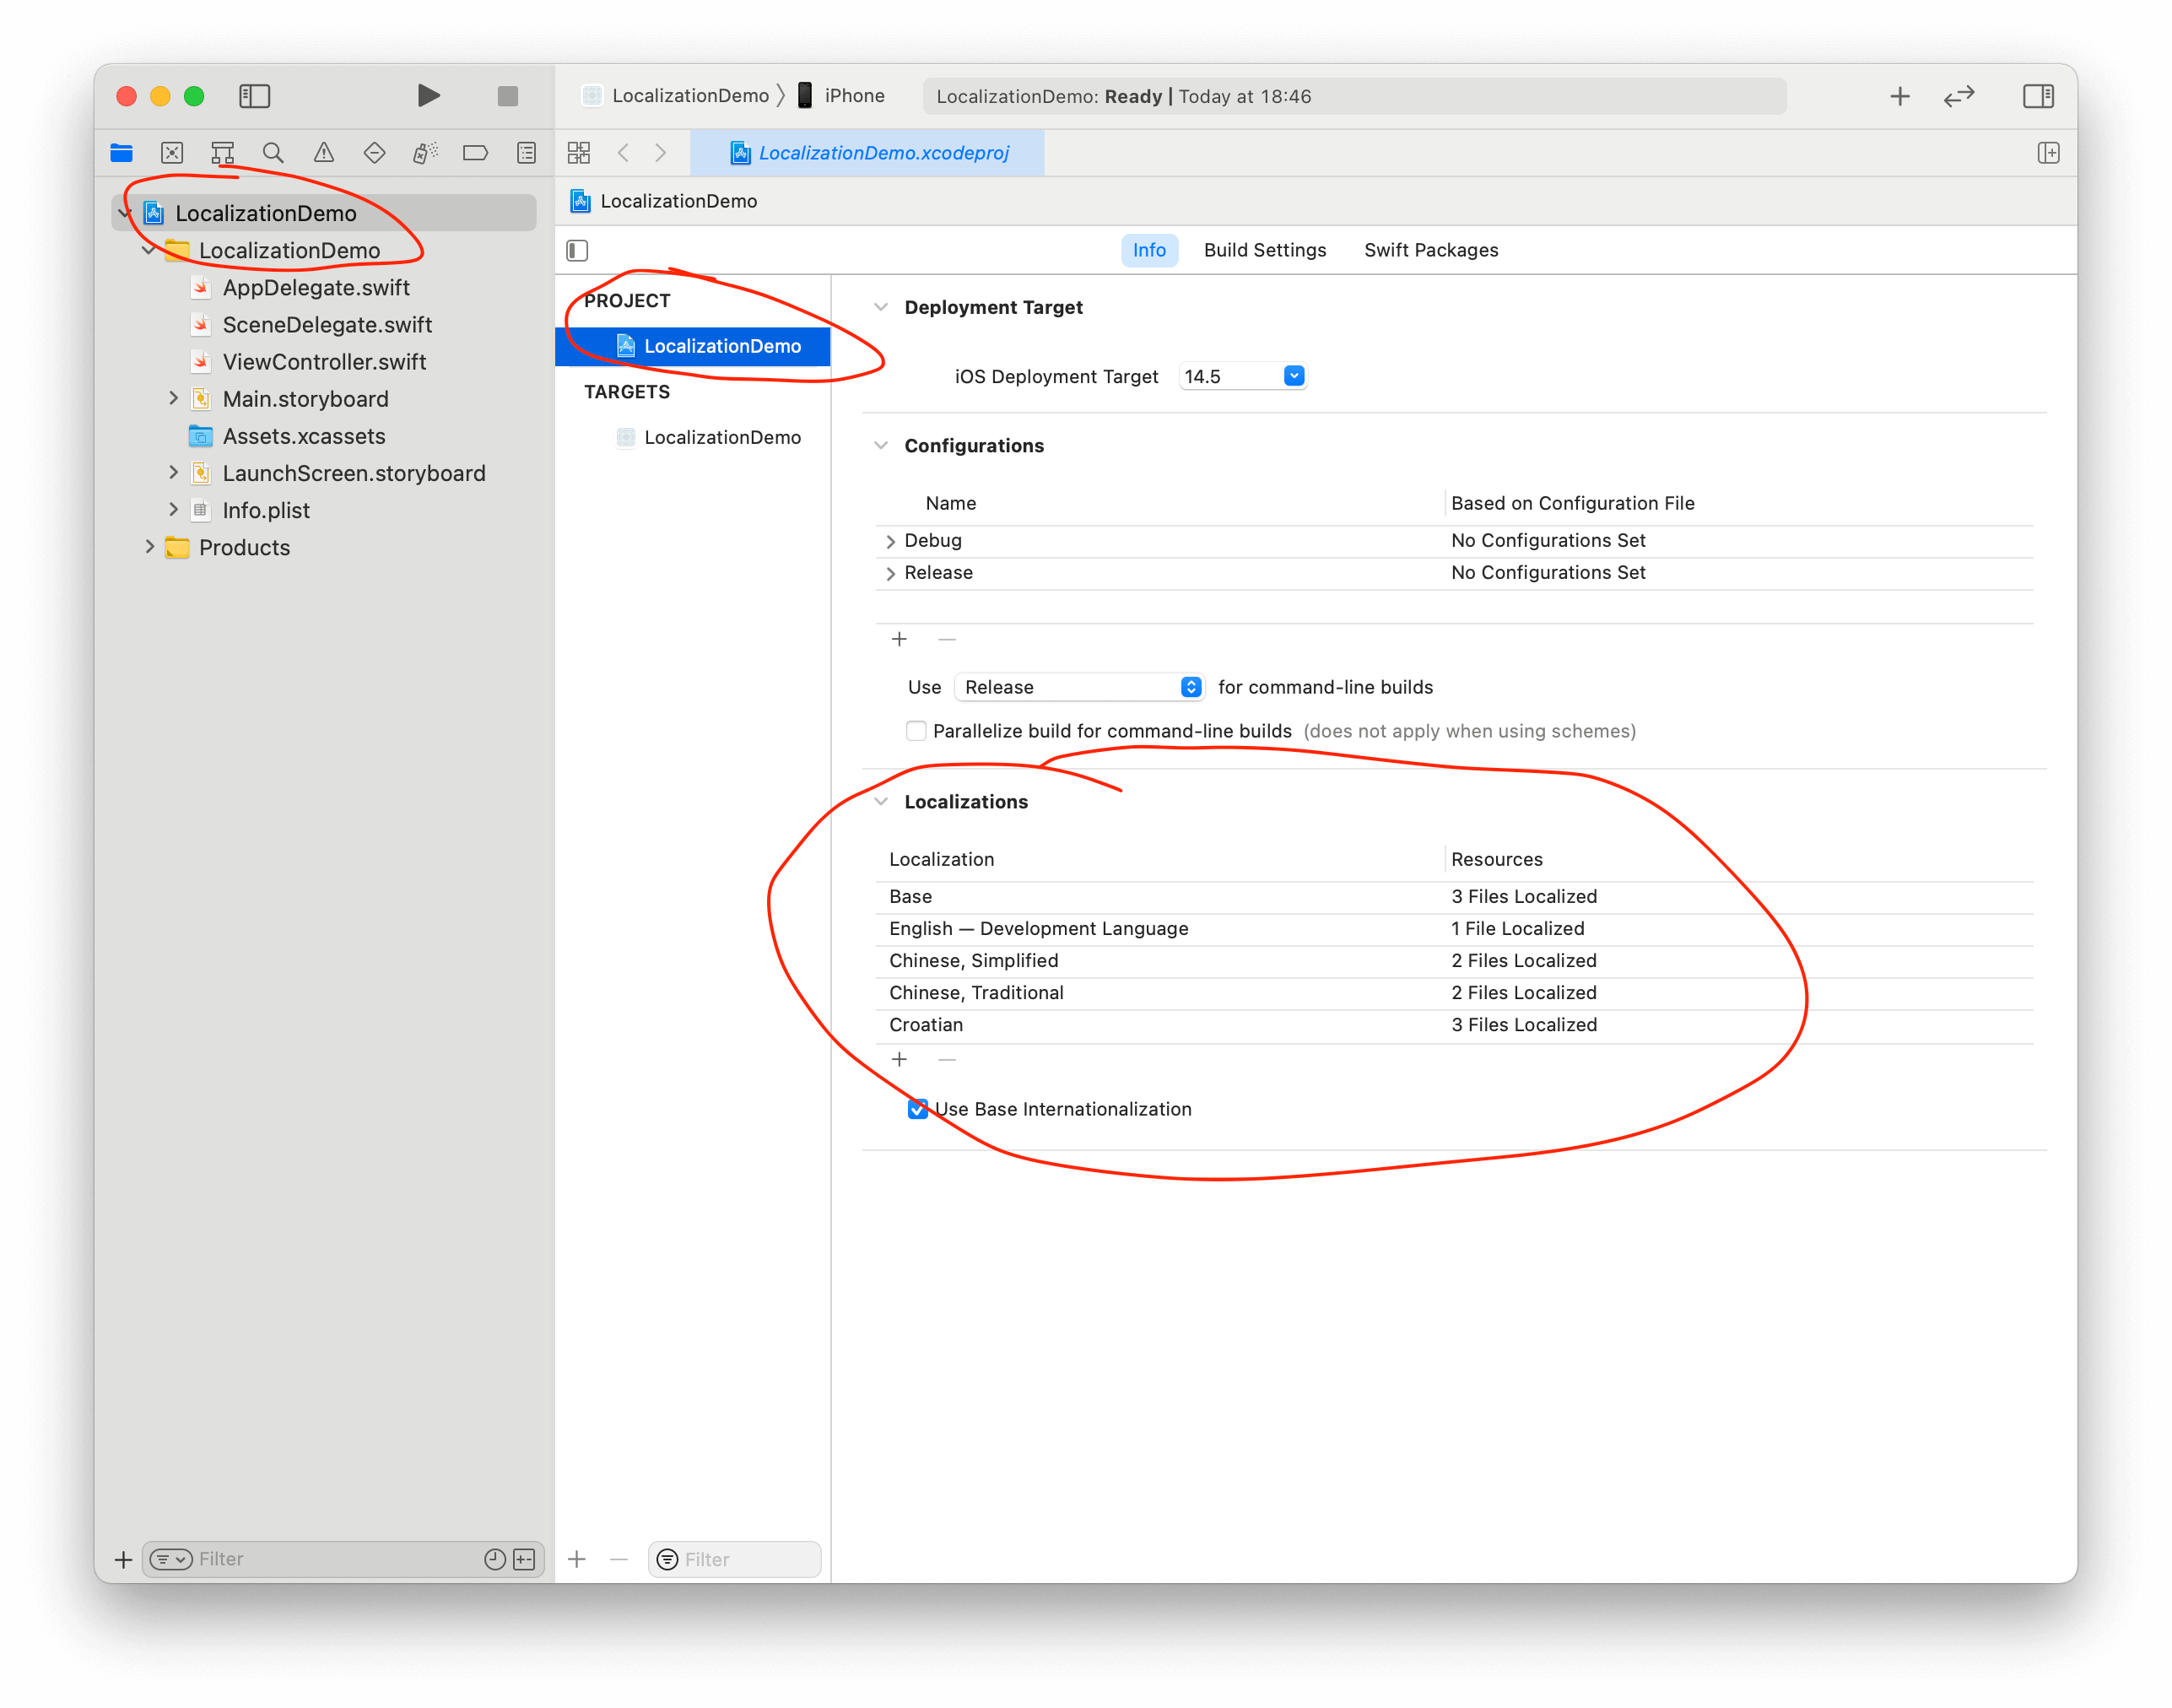 LocalizationDemo 〉 iPhone
LocalizationDemo: Ready | Today at 18:46
LocalizationDemo.xcodeproj
LocalizationDemo
LocalizationDemo
AppDelegate.swift
SceneDelegate.swift
ViewController.swift
Main.storyboard
Assets.xcassets
LaunchScreen.storyboard
Info.plist
Products
Filter
LocalizationDemo
Info Build Settings Swift Packages
PROJECT
LocalizationDemo
TARGETS
LocalizationDemo
Filter
Deployment Target
iOS Deployment Target 14.5
Configurations
Name Based on Configuration File
Debug No Configurations Set
Release No Configurations Set
Use Release for command-line builds
Parallelize build for command-line builds (does not apply when using schemes)
Localizations
Localization Resources
Base 3 Files Localized
English — Development Language 1 File Localized
Chinese, Simplified 2 Files Localized
Chinese, Traditional 2 Files Localized
Croatian 3 Files Localized
Use Base Internationalization